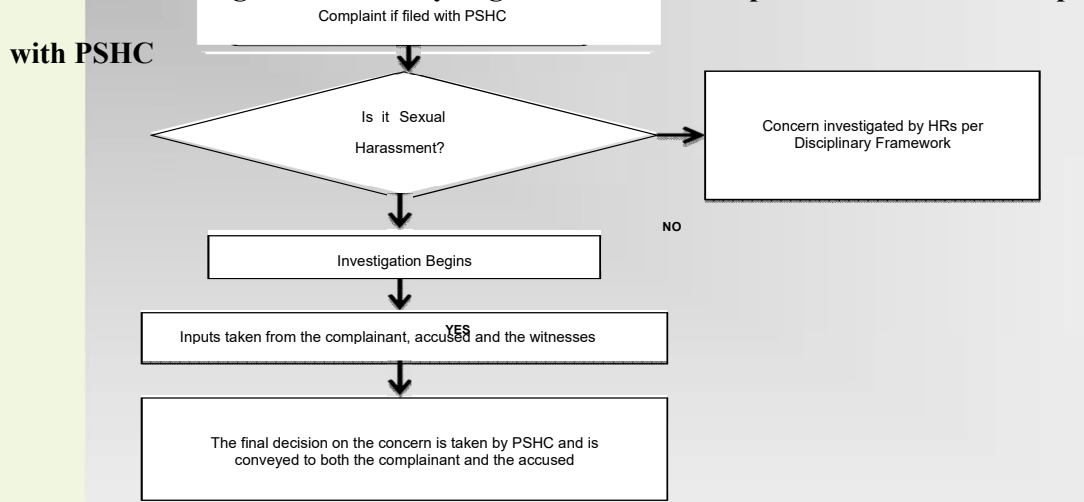 Complaint if filed with PSHC
with PSHC
Is it Sexual
Harassment?
Concern investigated by HRs per
Disciplinary Framework
NO
Investigation Begins
YES
Inputs taken from the complainant, accused and the witnesses
The final decision on the concern is taken by PSHC and is
conveyed to both the complainant and the accused